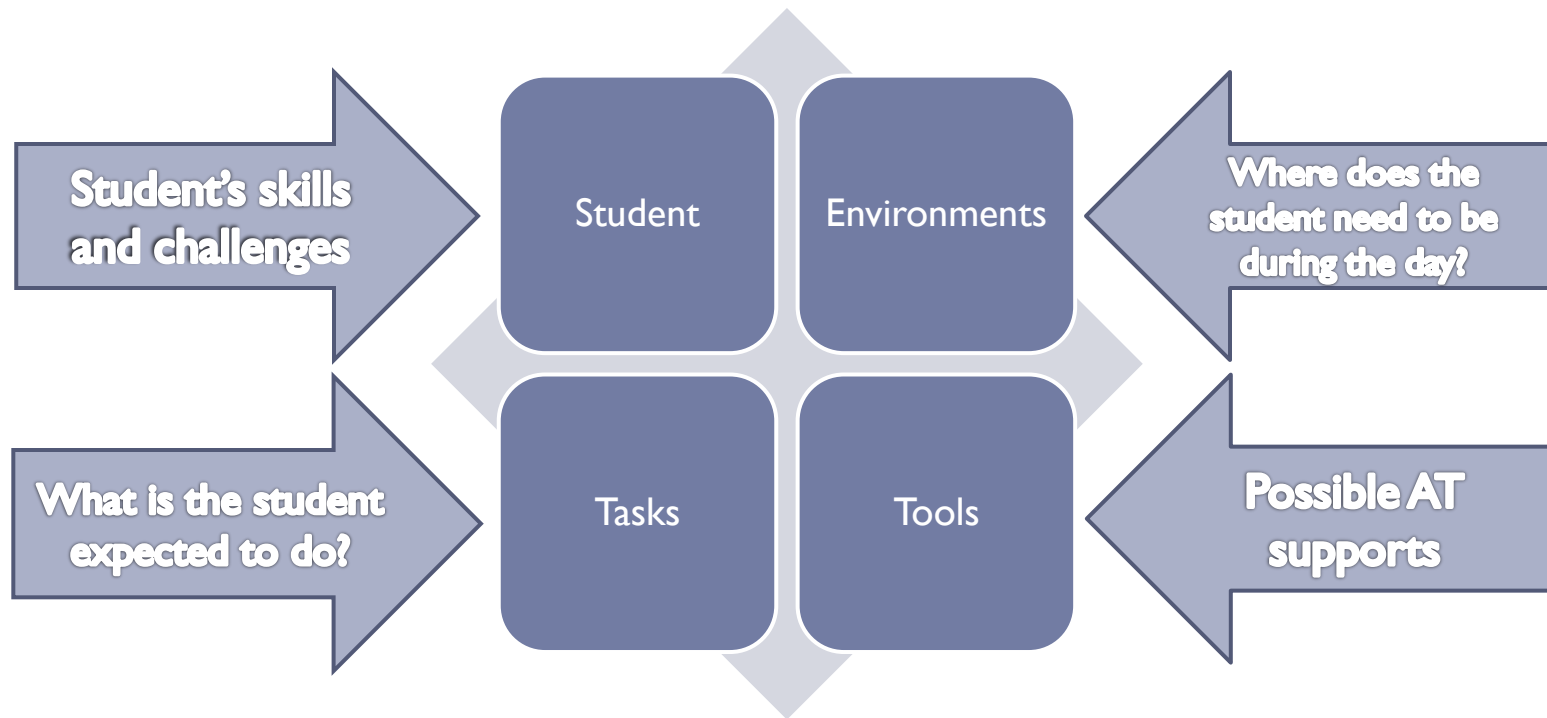 Student’s skills
and challenges
Student
Environments
Where does the
student need to be
during the day?
What is the student
expected to do?
Tasks
Tools
Possible AT
supports